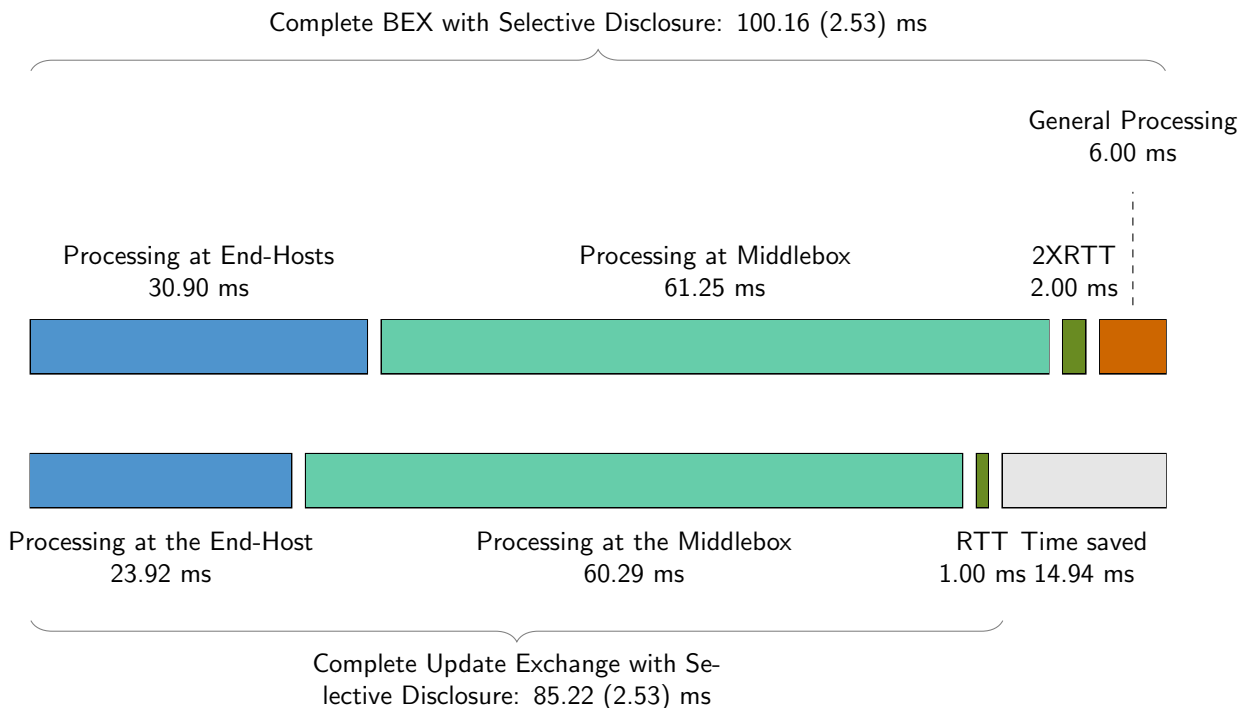 Complete BEX with Selective Disclosure: 100.16 (2.53) ms
General Processing
6.00 ms
Processing at End-Hosts
30.90 ms
Processing at Middlebox
61.25 ms
2XRTT
2.00 ms
Processing at the End-Host
23.92 ms
Processing at the Middlebox
60.29 ms
RTT
1.00 ms
Time saved
14.94 ms
Complete Update Exchange with Se-
lective Disclosure: 85.22 (2.53) ms